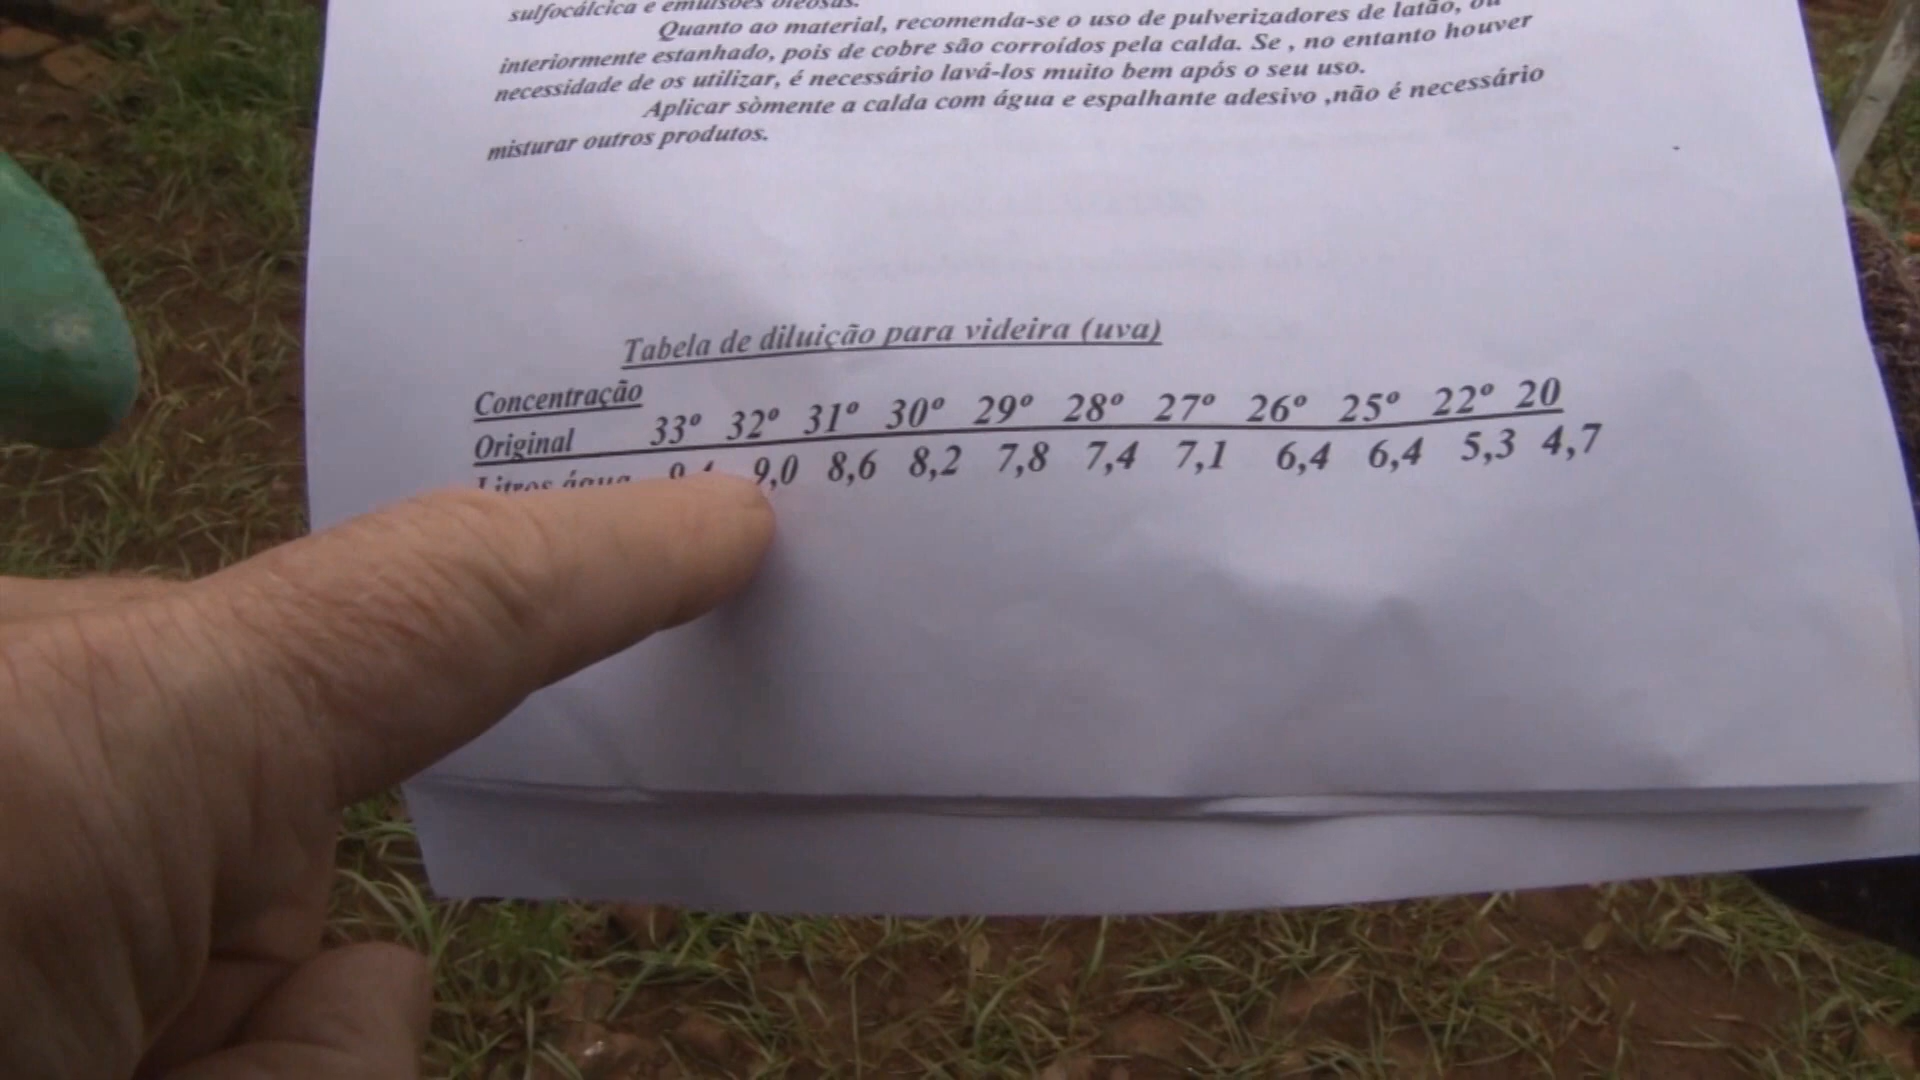 sulfocálcica e emulsões oleosas.
Quanto ao material, recomenda-se o uso de pulverizadores de latão, ou
interiormente estanhado, pois de cobre são corroídos pela calda. Se , no entanto houver
necessidade de os utilizar, é necessário lavá-los muito bem após o seu uso.
Aplicar sòmente a calda com água e espalhante adesivo ,não é necessário
misturar outros produtos.
Tabela de diluição para videira (uva)
Concentração
Original 33º 32º 31º 30º 29º 28º 27º 26º 25º 22º 20
Litros água 9,0 8,6 8,2 7,8 7,4 7,1 6,4 6,4 5,3 4,7